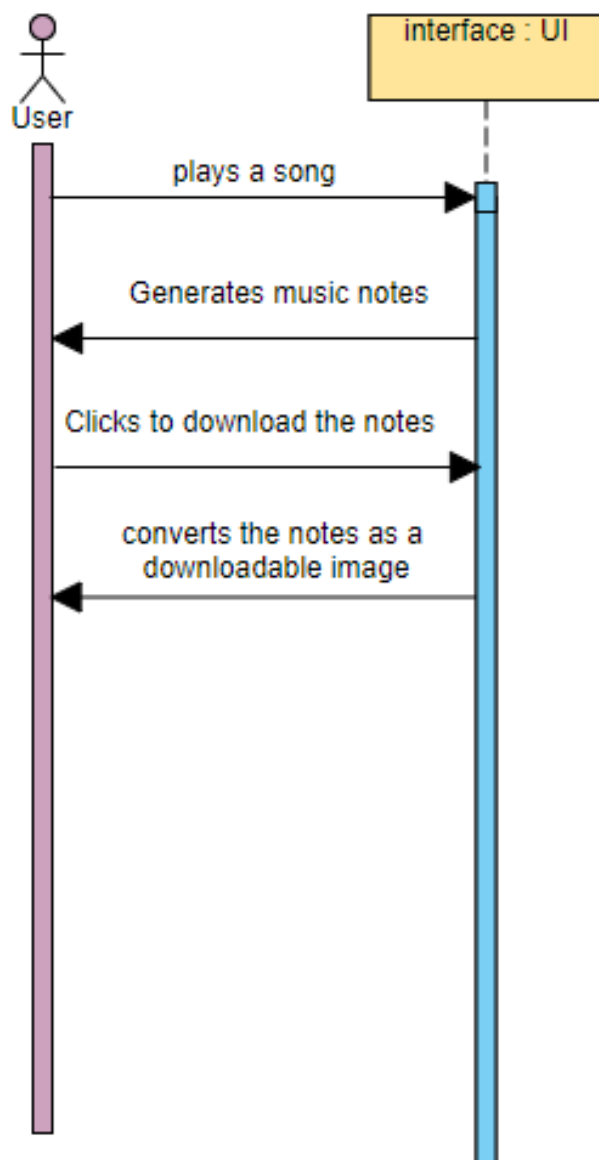 interface : UI
User
plays a song
Generates music notes
Clicks to download the notes
converts the notes as a
downloadable image